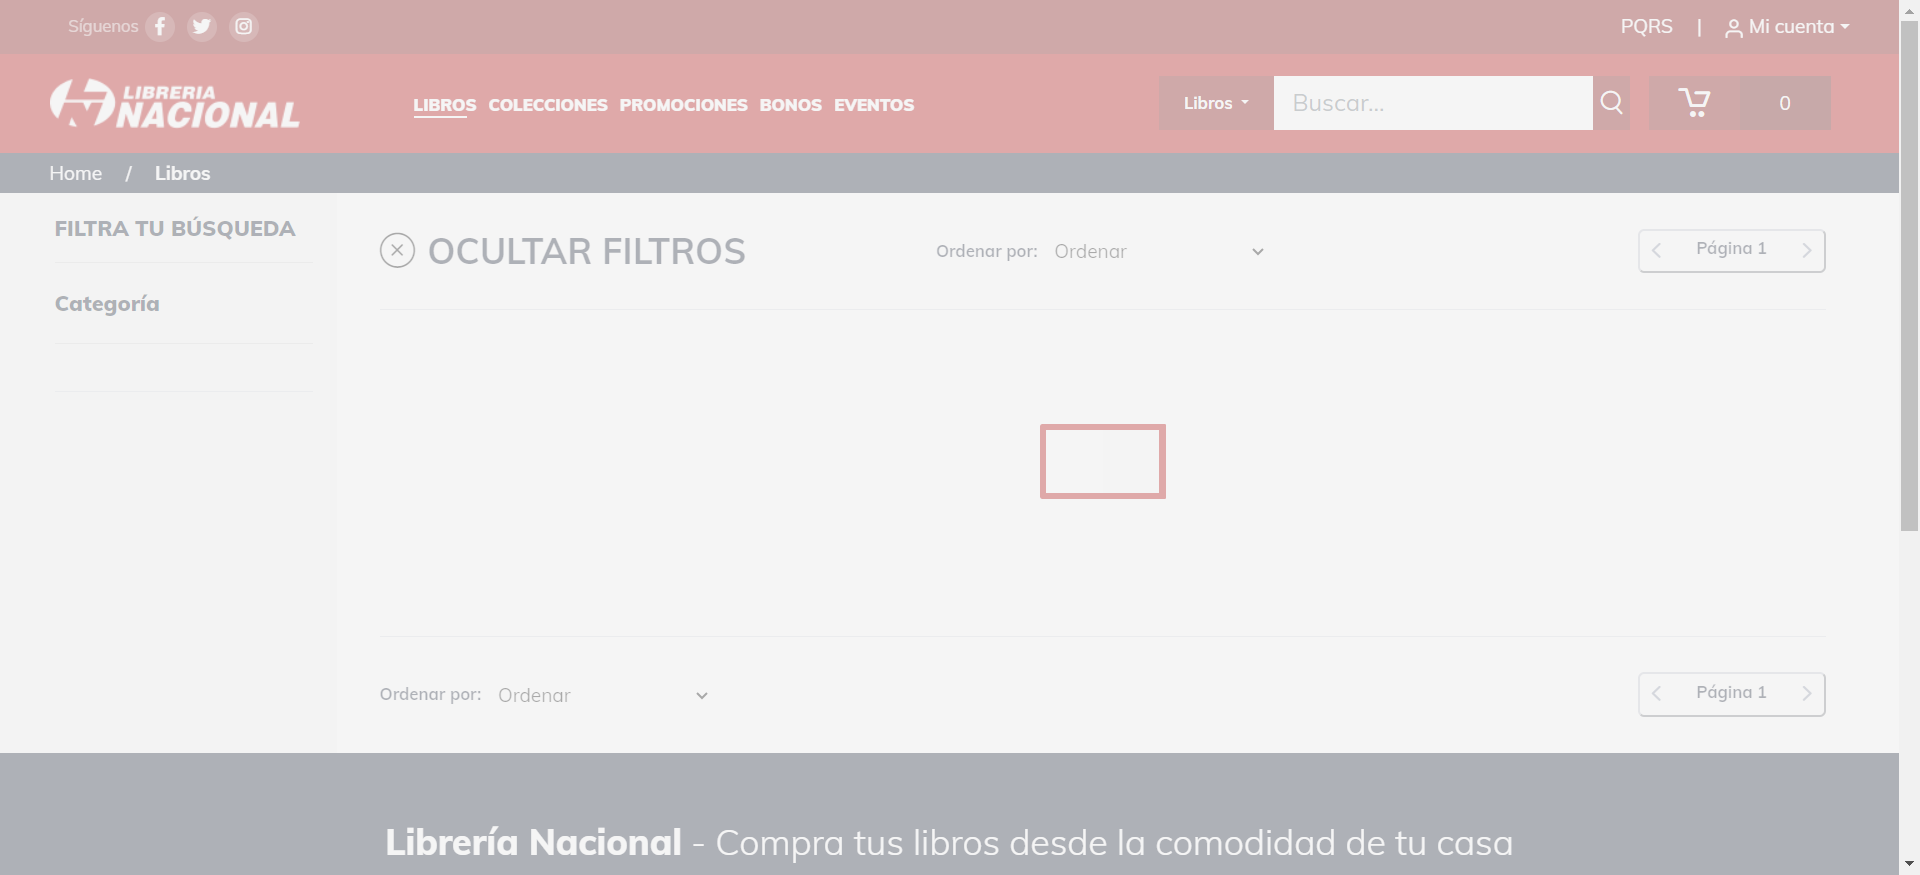 Síguenos
PQRS | Mi cuenta
LIBRERIA
NACIONAL
LIBROS COLECCIONES PROMOCIONES BONOS EVENTOS
Libros
Buscar...
0
Home / Libros
FILTRA TU BÚSQUEDA
Categoría
OCULTAR FILTROS
Ordenar por: Ordenar
Página 1
Ordenar por: Ordenar
Página 1
Librería Nacional - Compra tus libros desde la comodidad de tu casa